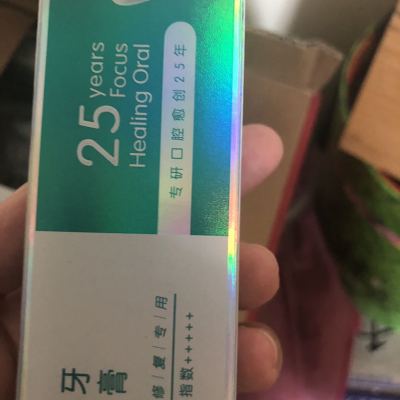 25 years
Focus
Healing Oral
专研口腔愈创25年
牙膏
修复专用
指数+++++